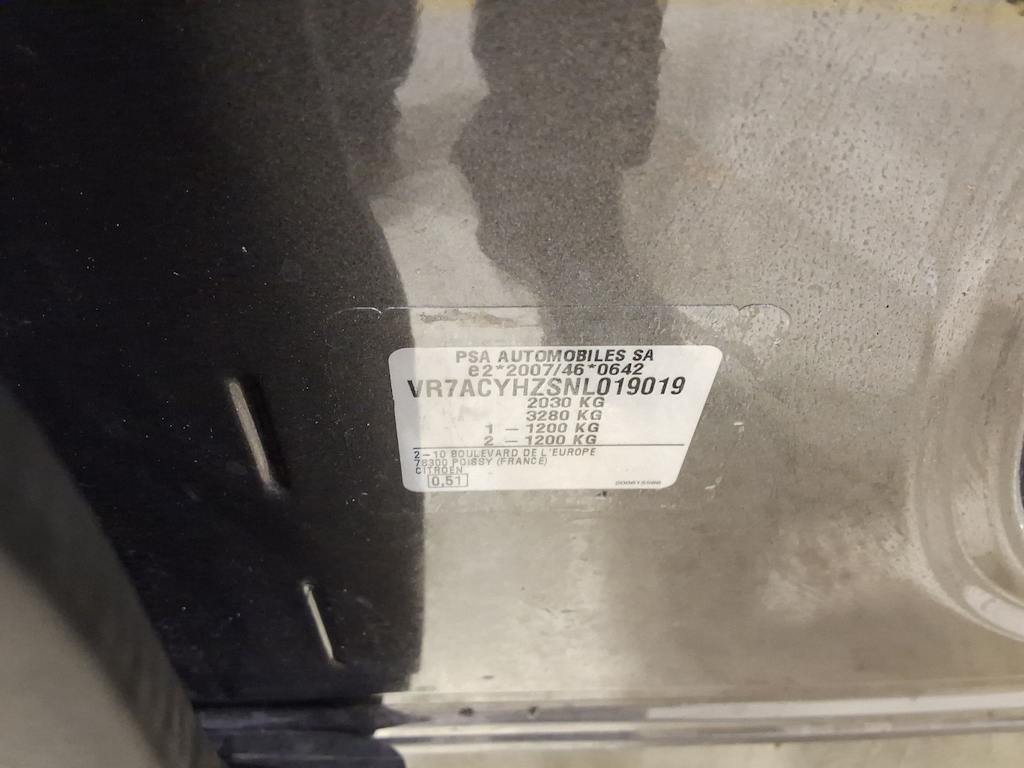 PSA AUTOMOBILES SA
e2*2007/46*0642
VR7ACYHZSNL019019
2030 KG
3280 KG
1 – 1200 KG
2 – 1200 KG
2–10 BOULEVARD DE L'EUROPE
78300 POISSY (FRANCE)
CITROEN
0,51